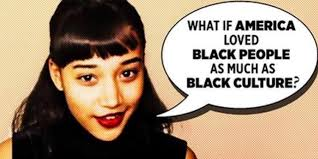 WHAT IF AMERICA
LOVED
BLACK PEOPLE
AS MUCH AS
BLACK CULTURE?